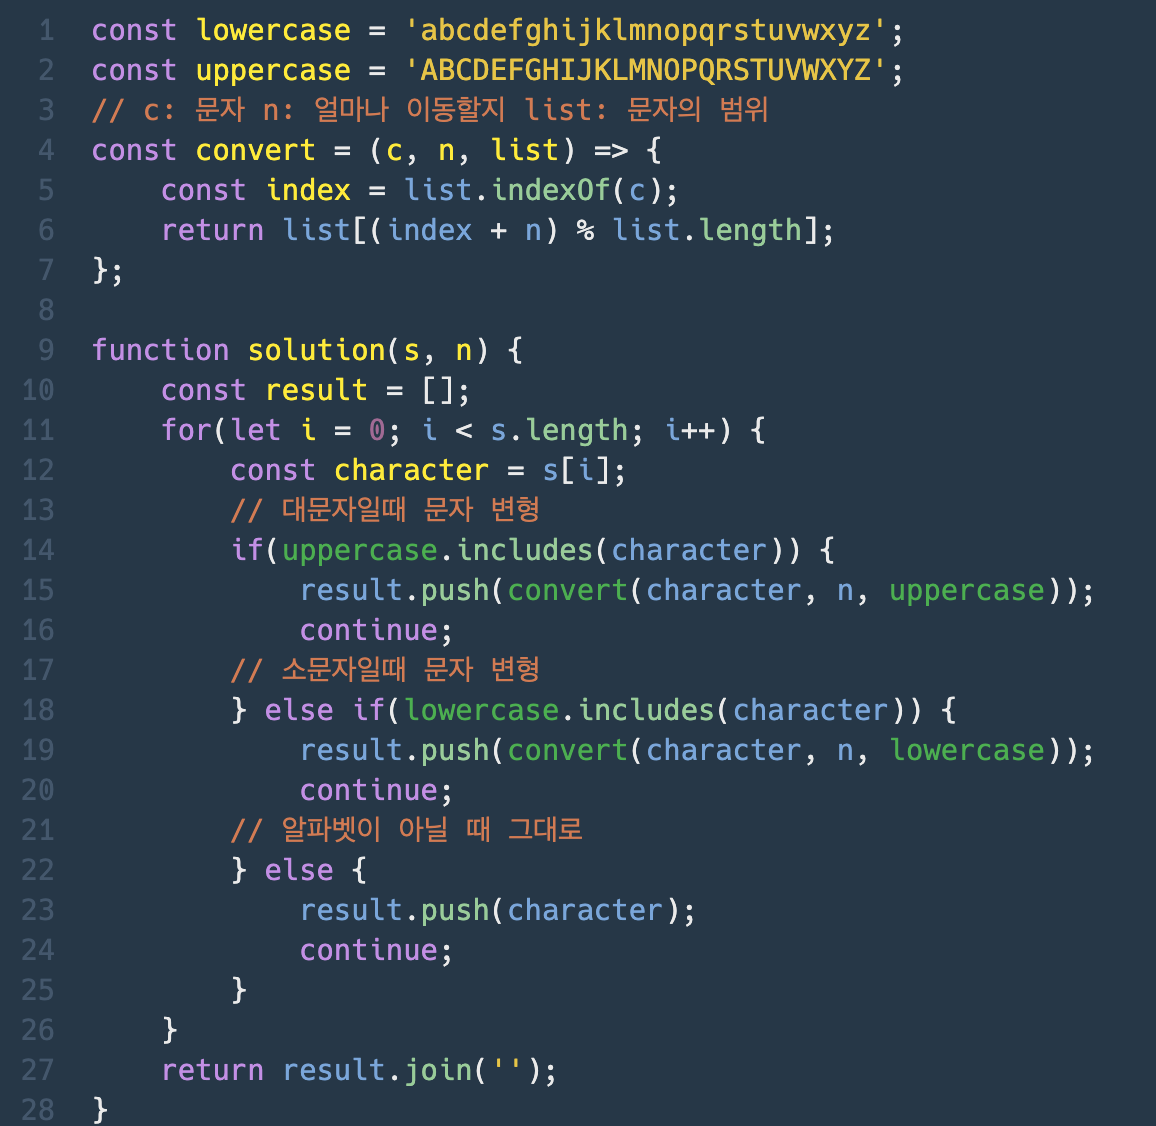 1 const lowercase = 'abcdefghijklmnopqrstuvwxyz';
2 const uppercase = 'ABCDEFGHIJKLMNOPQRSTUVWXYZ';
3 // c: 문자 n: 얼마나 이동할지 list: 문자의 범위
4 const convert = (c, n, list) => {
5     const index = list.indexOf(c);
6     return list[(index + n) % list.length];
7 };
8
9 function solution(s, n) {
10     const result = [];
11     for(let i = 0; i < s.length; i++) {
12         const character = s[i];
13         // 대문자일때 문자 변형
14         if(uppercase.includes(character)) {
15             result.push(convert(character, n, uppercase));
16             continue;
17         // 소문자일때 문자 변형
18         } else if(lowercase.includes(character)) {
19             result.push(convert(character, n, lowercase));
20             continue;
21         // 알파벳이 아닐 때 그대로
22         } else {
23             result.push(character);
24             continue;
25         }
26     }
27     return result.join('');
28 }